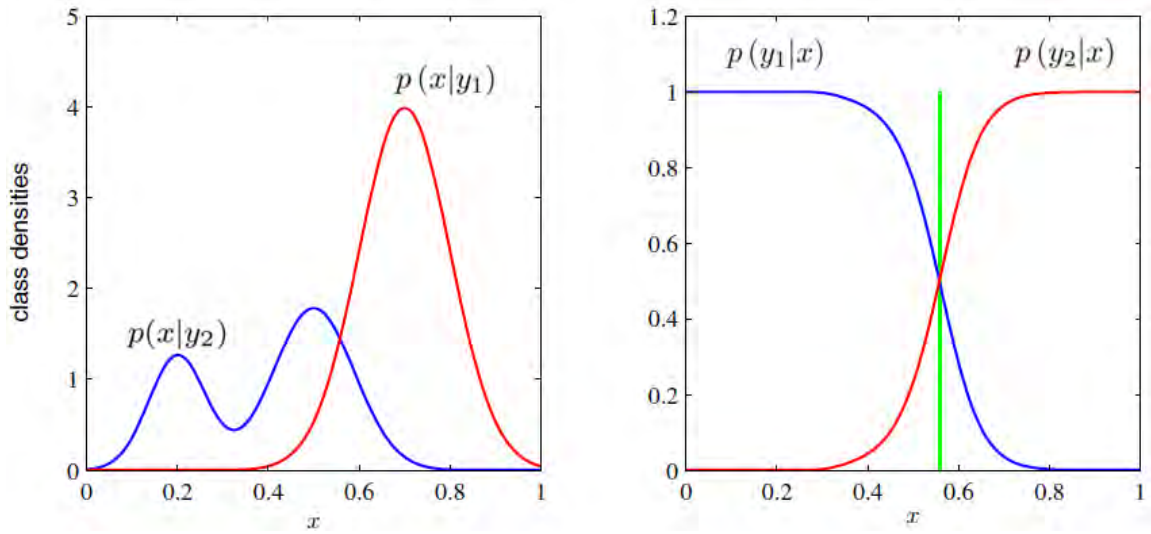 5
4
3
2
1
0
class densities
p (x|y₁)
p(x|y₂)
0 0.2 0.4 0.6 0.8 1
x
1.2
1
0.8
0.6
0.4
0.2
0
p (y₁|x)
p (y₂|x)
0 0.2 0.4 0.6 0.8 1
x